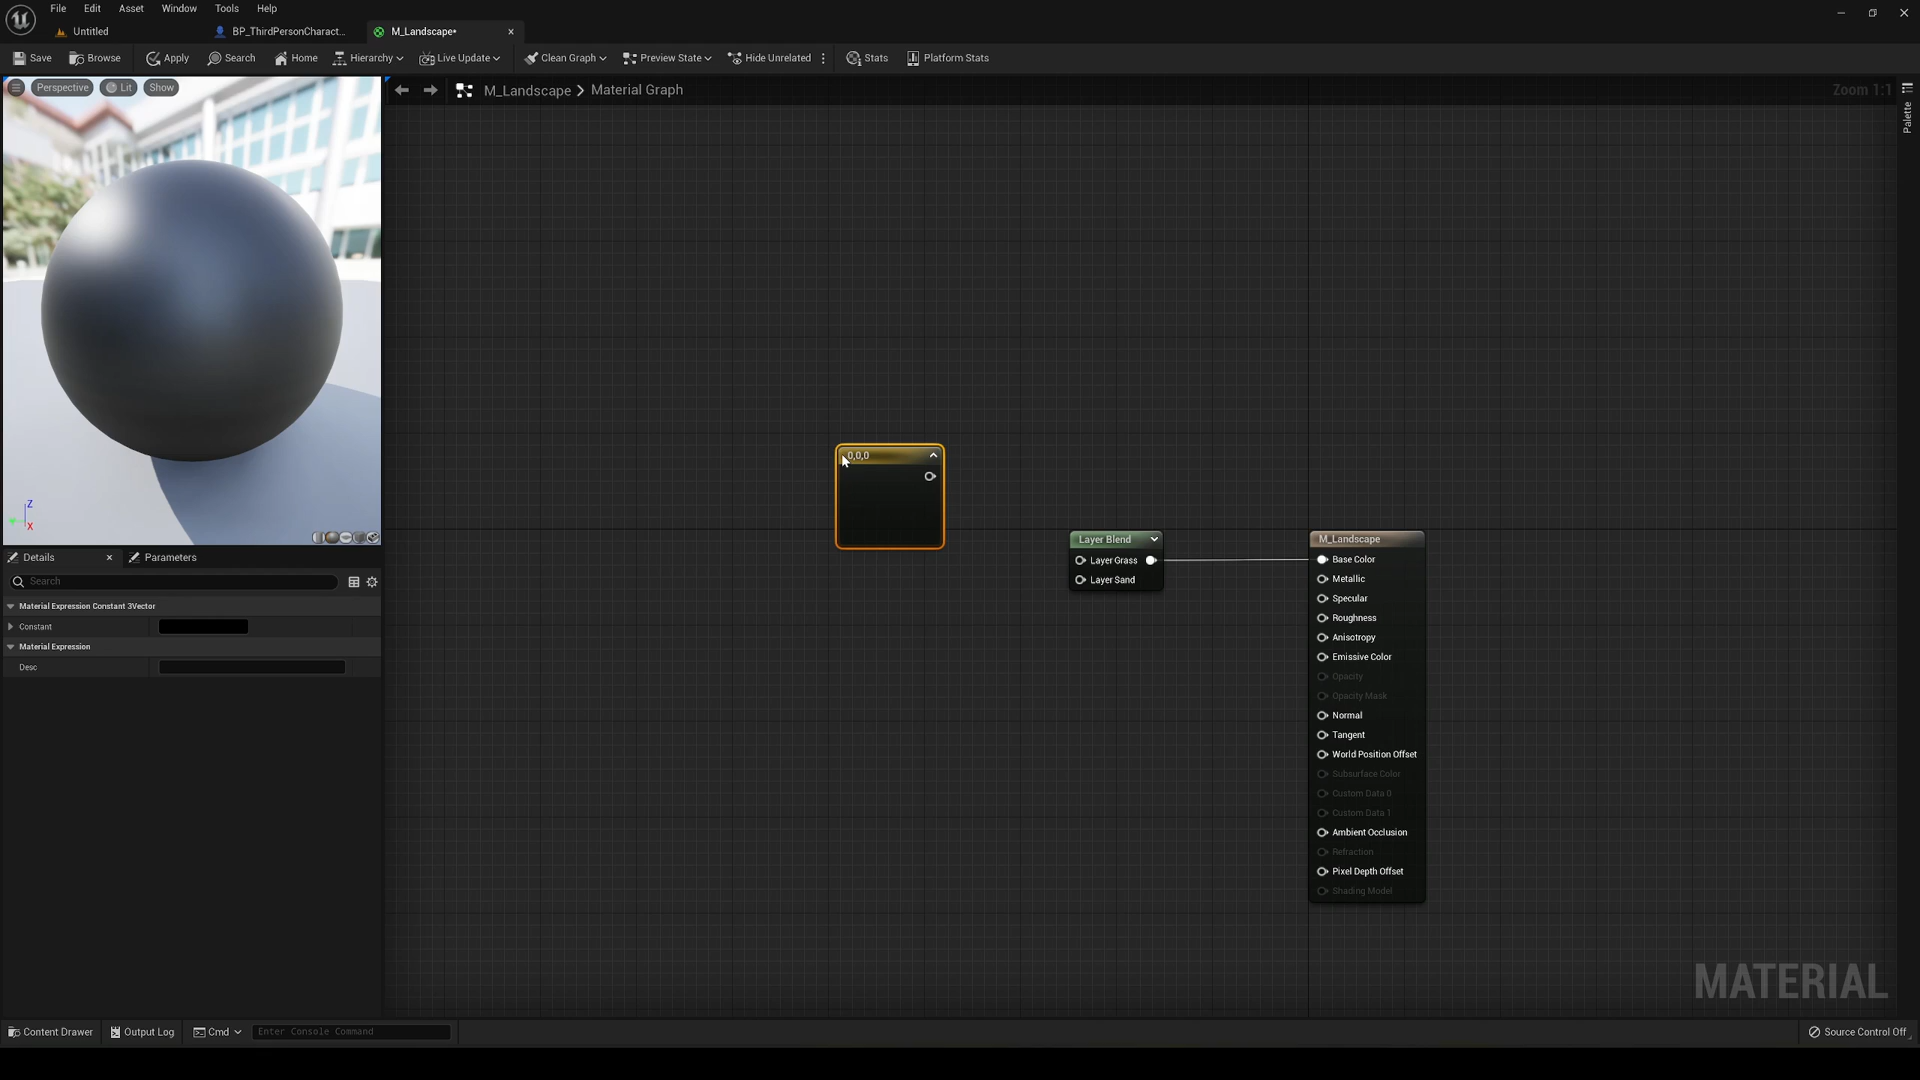 File Edit Window Tools Help
Asset
Untitled
BP_ThirdPersonCharact...
M_Landscape*
Save
Browse
Apply
Search
Home
Hierarchy
Live Update
Clean Graph
Preview State
Hide Unrelated
Stats
Platform Stats
Perspective
Lit
Show
M_Landscape > Material Graph
Zoom 1:1
Palette
Z
X
0,0,0
Layer Blend
Layer Grass
Layer Sand
M_Landscape
Base Color
Metallic
Specular
Roughness
Anisotropy
Emissive Color
Opacity
Opacity Mask
Normal
Tangent
World Position Offset
Subsurface Color
Custom Data 0
Custom Data 1
Ambient Occlusion
Refraction
Pixel Depth Offset
Shading Model
Details
Parameters
Search
Material Expression Constant 3Vector
Constant
Material Expression
Desc
MATERIAL
Content Drawer
Output Log
Cmd
Enter Console Command
Source Control Off